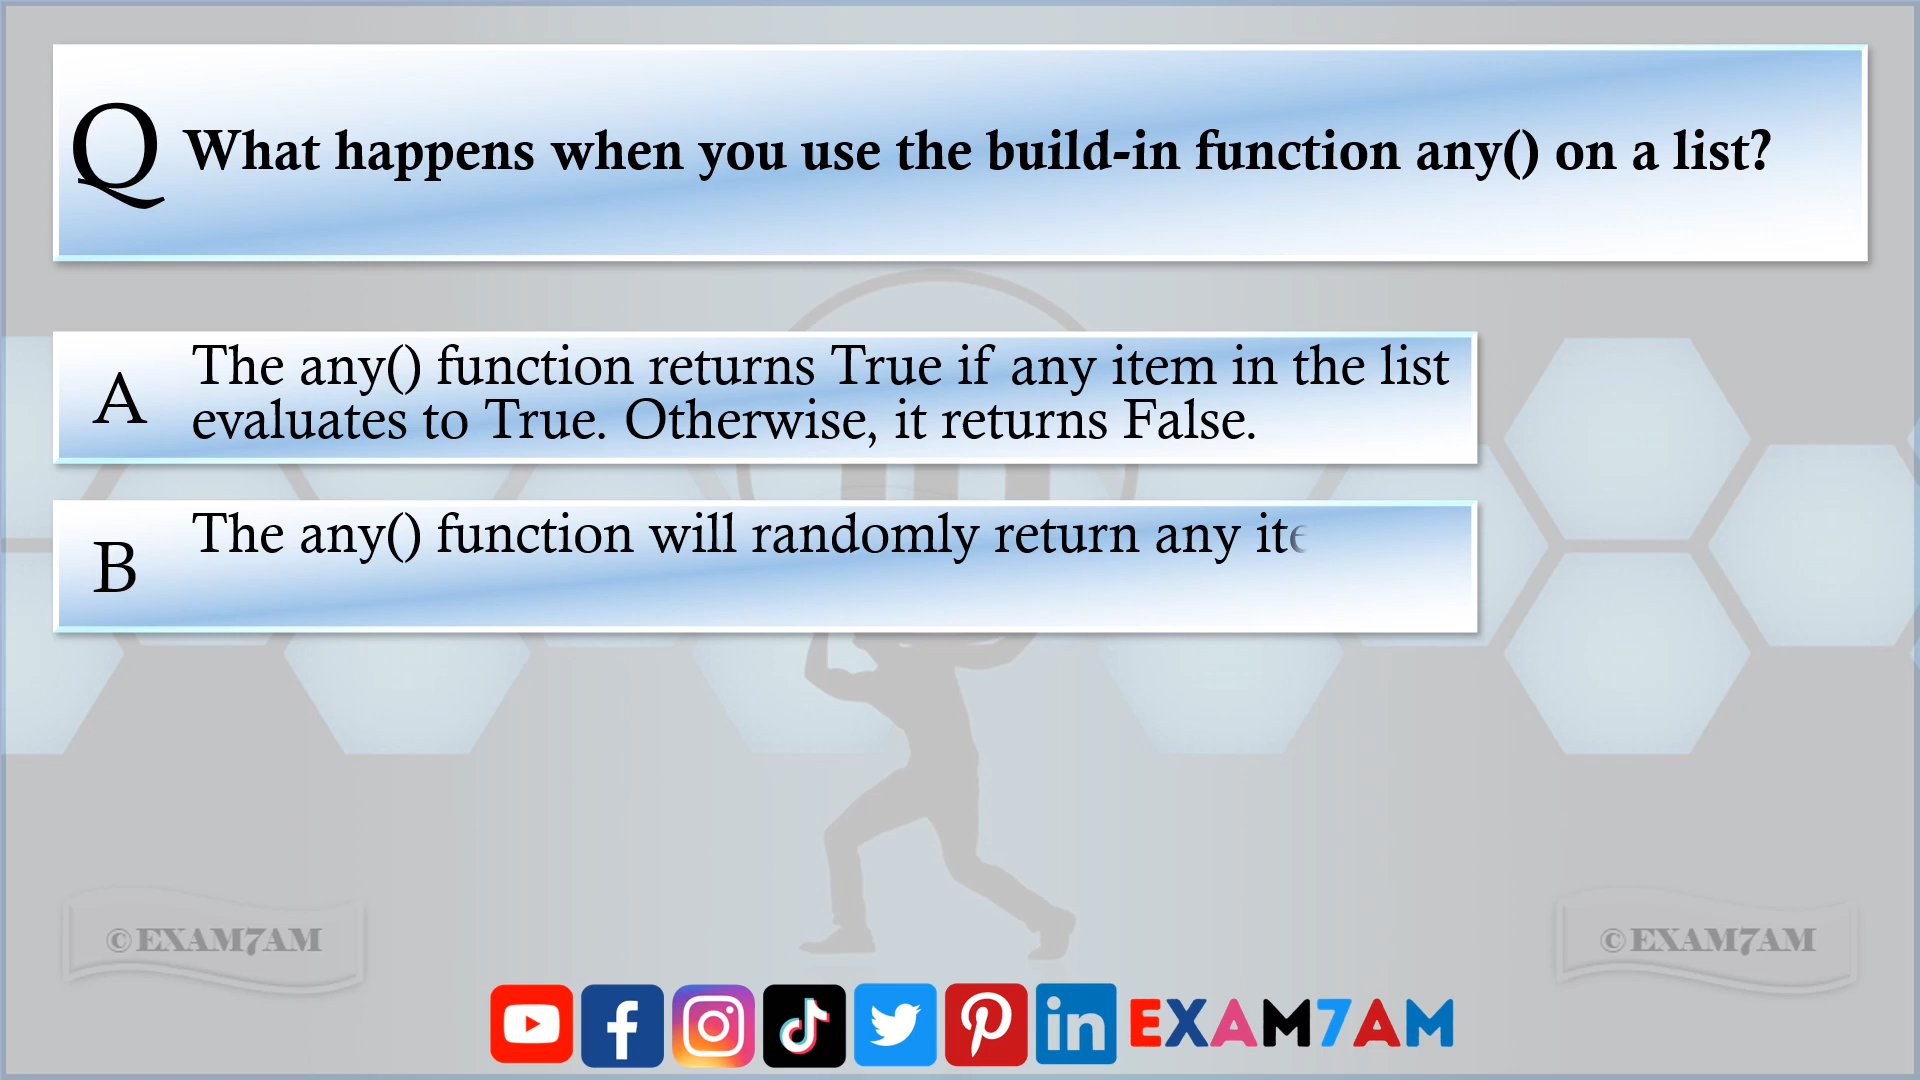 Q What happens when you use the build-in function any() on a list?
A The any() function returns True if any item in the list
evaluates to True. Otherwise, it returns False.
B The any() function will randomly return any
©EXAM7AM
©EXAM7AM
EXAM7AM